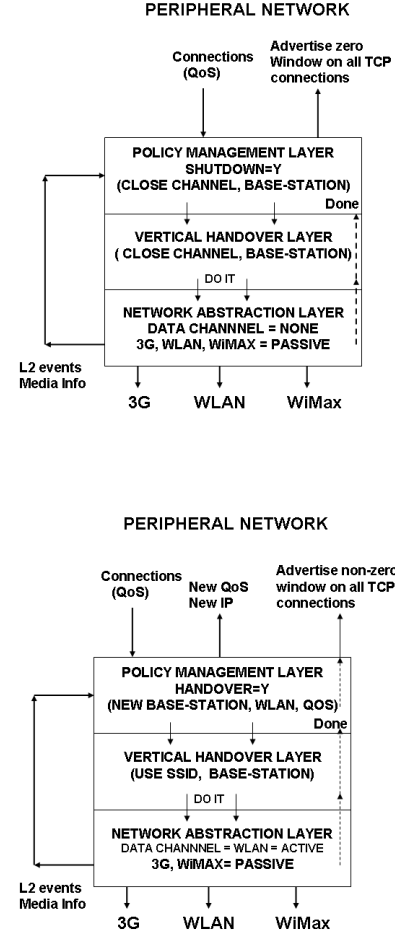 PERIPHERAL NETWORK
Connections
(QoS)
Advertise zero
Window on all TCP
connections
POLICY MANAGEMENT LAYER
SHUTDOWN=Y
(CLOSE CHANNEL, BASE-STATION)
Done
VERTICAL HANDOVER LAYER
( CLOSE CHANNEL, BASE-STATION)
DO IT
NETWORK ABSTRACTION LAYER
DATA CHANNNEL = NONE
3G, WLAN, WiMAX = PASSIVE
L2 events
Media Info
3G WLAN WiMax
PERIPHERAL NETWORK
Connections
(QoS)
New QoS
New IP
Advertise non-zero
window on all TCP
connections
POLICY MANAGEMENT LAYER
HANDOVER=Y
(NEW BASE-STATION, WLAN, QOS)
Done
VERTICAL HANDOVER LAYER
(USE SSID, BASE-STATION)
DO IT
NETWORK ABSTRACTION LAYER
DATA CHANNNEL = WLAN = ACTIVE
3G, WiMAX= PASSIVE
L2 events
Media Info
3G WLAN WiMax